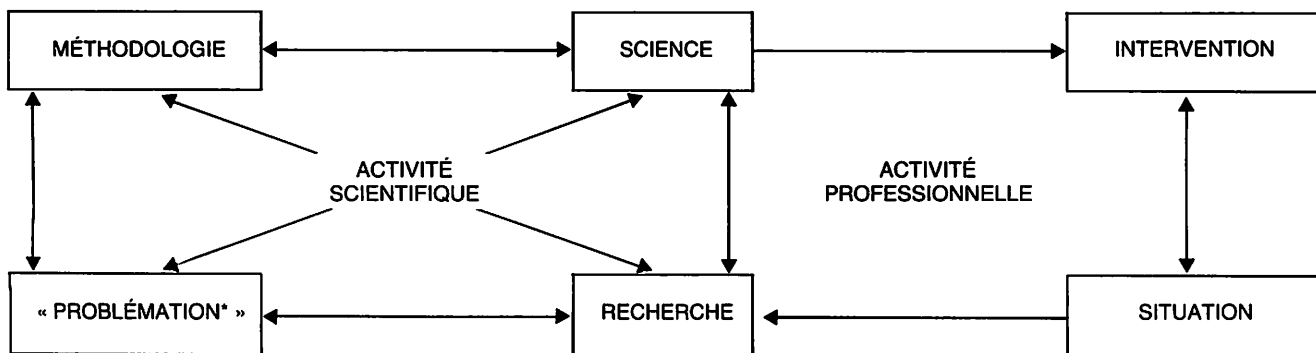 MÉTHODOLOGIE
SCIENCE
INTERVENTION
ACTIVITÉ
SCIENTIFIQUE
ACTIVITÉ
PROFESSIONNELLE
« PROBLÉMATION* »
RECHERCHE
SITUATION